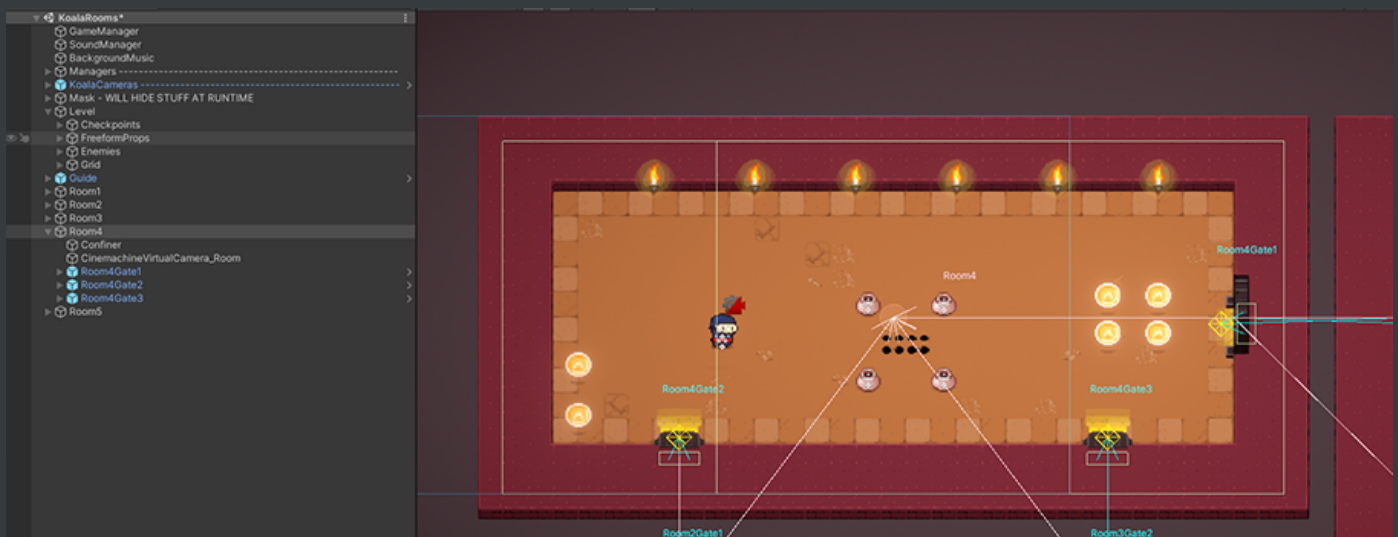 KoalaRooms*
GameManager
SoundManager
BackgroundMusic
Managers --------------------------------------------------------
KoalaCameras ----------------------------------------------------
Mask - WILL HIDE STUFF AT RUNTIME
Level
Checkpoints
FreeformProps
Enemies
Grid
Guide
Room1
Room2
Room3
Room4
Confiner
CinemachineVirtualCamera_Room
Room4Gate1
Room4Gate2
Room4Gate3
Room5
Room4Gate1
Room4
Room4Gate2
Room4Gate3
Room2Gate1
Room3Gate2